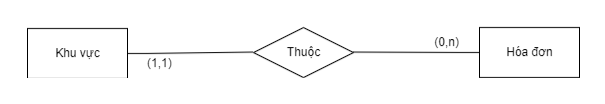 Khu vực
(1,1)
Thuộc
(0,n)
Hóa đơn